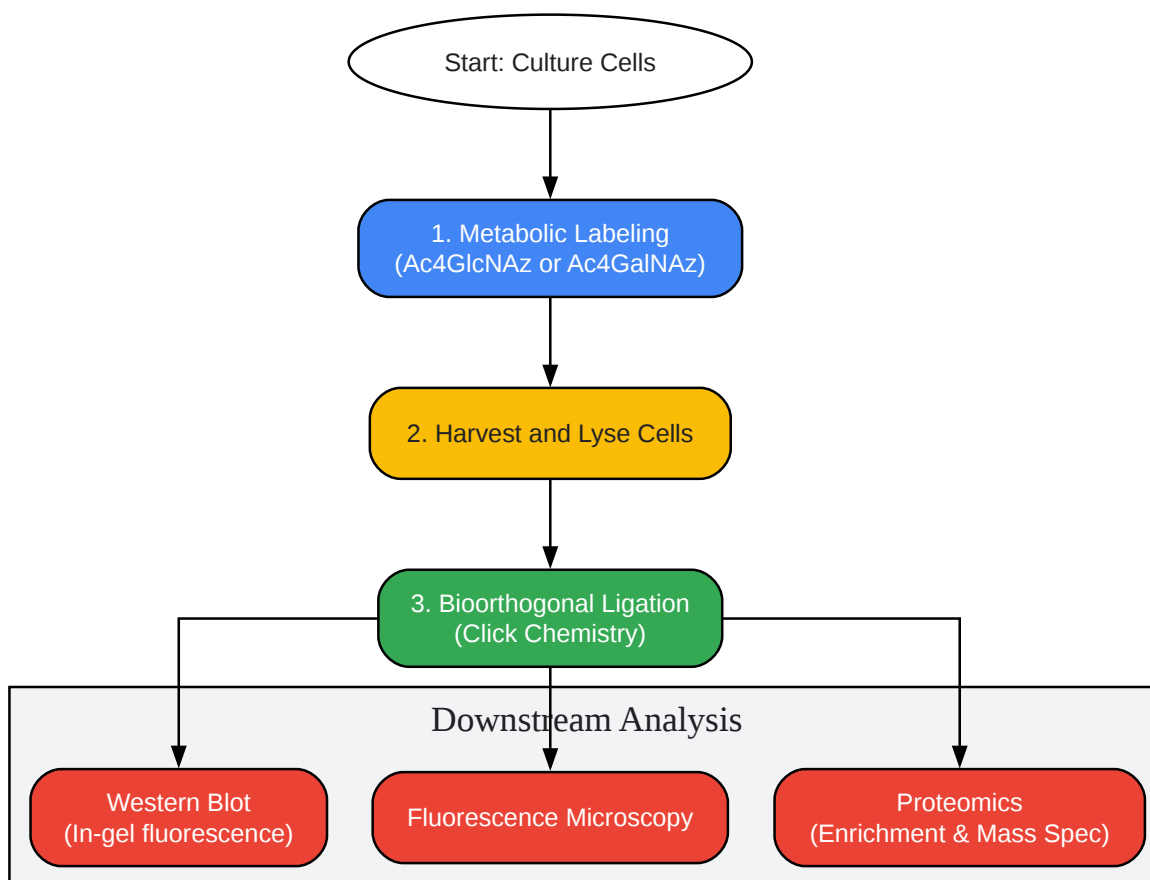 Start: Culture Cells
1. Metabolic Labeling
(Ac4GlcNAz or Ac4GalNAz)
2. Harvest and Lyse Cells
3. Bioorthogonal Ligation
(Click Chemistry)
Downstream Analysis
Western Blot
(In-gel fluorescence)
Fluorescence Microscopy
Proteomics
(Enrichment & Mass Spec)